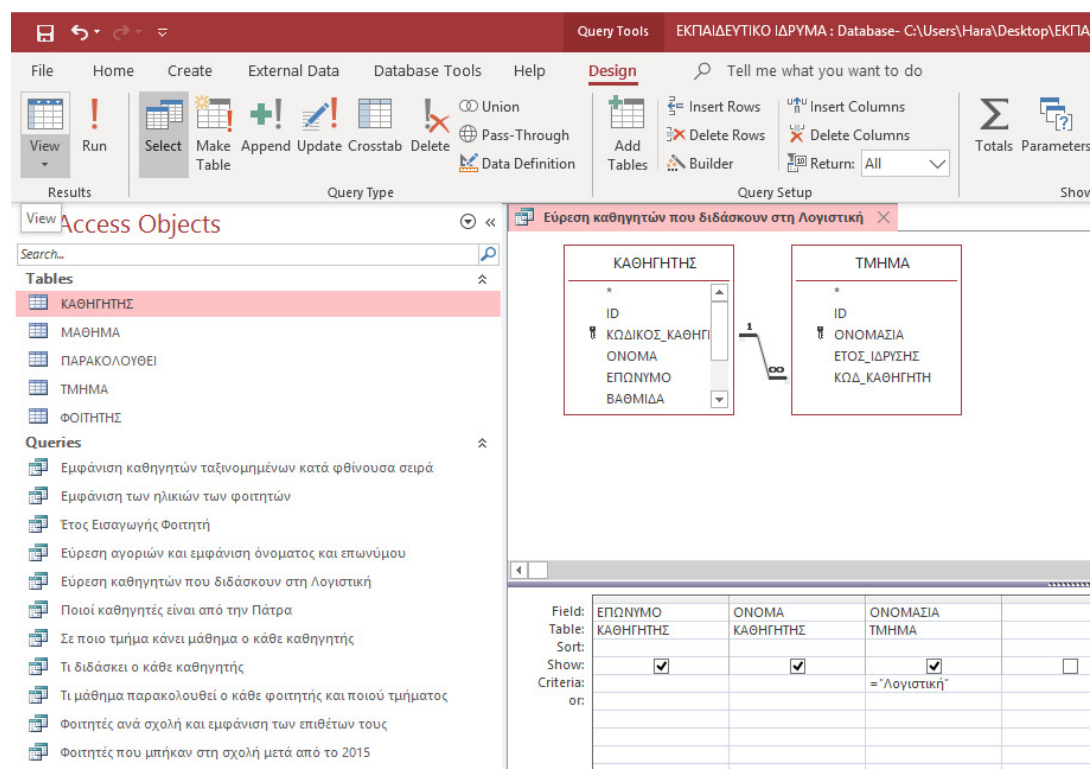 Query Tools ΕΚΠΑΙΔΕΥΤΙΚΟ ΙΔΡΥΜΑ : Database- C:\Users\Hara\Desktop\ΕΚΠΑ
File Home Create External Data Database Tools Help Design Tell me what you want to do
View Run Select Make Table Append Update Crosstab Delete
Union
Pass-Through
Data Definition
Add Tables
Insert Rows
Delete Rows
Builder
Insert Columns
Delete Columns
Return: All
Totals Parameters
Results Query Type Query Setup Show
View
Access Objects
Search...
Tables
ΚΑΘΗΓΗΤΗΣ
ΜΑΘΗΜΑ
ΠΑΡΑΚΟΛΟΥΘΕΙ
ΤΜΗΜΑ
ΦΟΙΤΗΤΗΣ
Queries
Εμφάνιση καθηγητών ταξινομημένων κατά φθίνουσα σειρά
Εμφάνιση των ηλικιών των φοιτητών
Έτος Εισαγωγής Φοιτητή
Εύρεση αγοριών και εμφάνιση όνοματος και επωνύμου
Εύρεση καθηγητών που διδάσκουν στη Λογιστική
Ποιοί καθηγητές είναι από την Πάτρα
Σε ποιο τμήμα κάνει μάθημα ο κάθε καθηγητής
Τι διδάσκει ο κάθε καθηγητής
Τι μάθημα παρακολουθεί ο κάθε φοιτητής και ποιού τμήματος
Φοιτητές ανά σχολή και εμφάνιση των επιθέτων τους
Φοιτητές που μπήκαν στη σχολή μετά από το 2015
Εύρεση καθηγητών που διδάσκουν στη Λογιστική
ΚΑΘΗΓΗΤΗΣ
*
ID
ΚΩΔΙΚΟΣ_ΚΑΘΗΓΙ
ΟΝΟΜΑ
ΕΠΩΝΥΜΟ
ΒΑΘΜΙΔΑ
1
∞
ΤΜΗΜΑ
*
ID
ΟΝΟΜΑΣΙΑ
ΕΤΟΣ_ΙΔΡΥΣΗΣ
ΚΩΔ_ΚΑΘΗΓΗΤΗ
Field: ΕΠΩΝΥΜΟ ΟΝΟΜΑ ΟΝΟΜΑΣΙΑ
Table: ΚΑΘΗΓΗΤΗΣ ΚΑΘΗΓΗΤΗΣ ΤΜΗΜΑ
Sort:
Show:
Criteria: ="Λογιστική"
or: